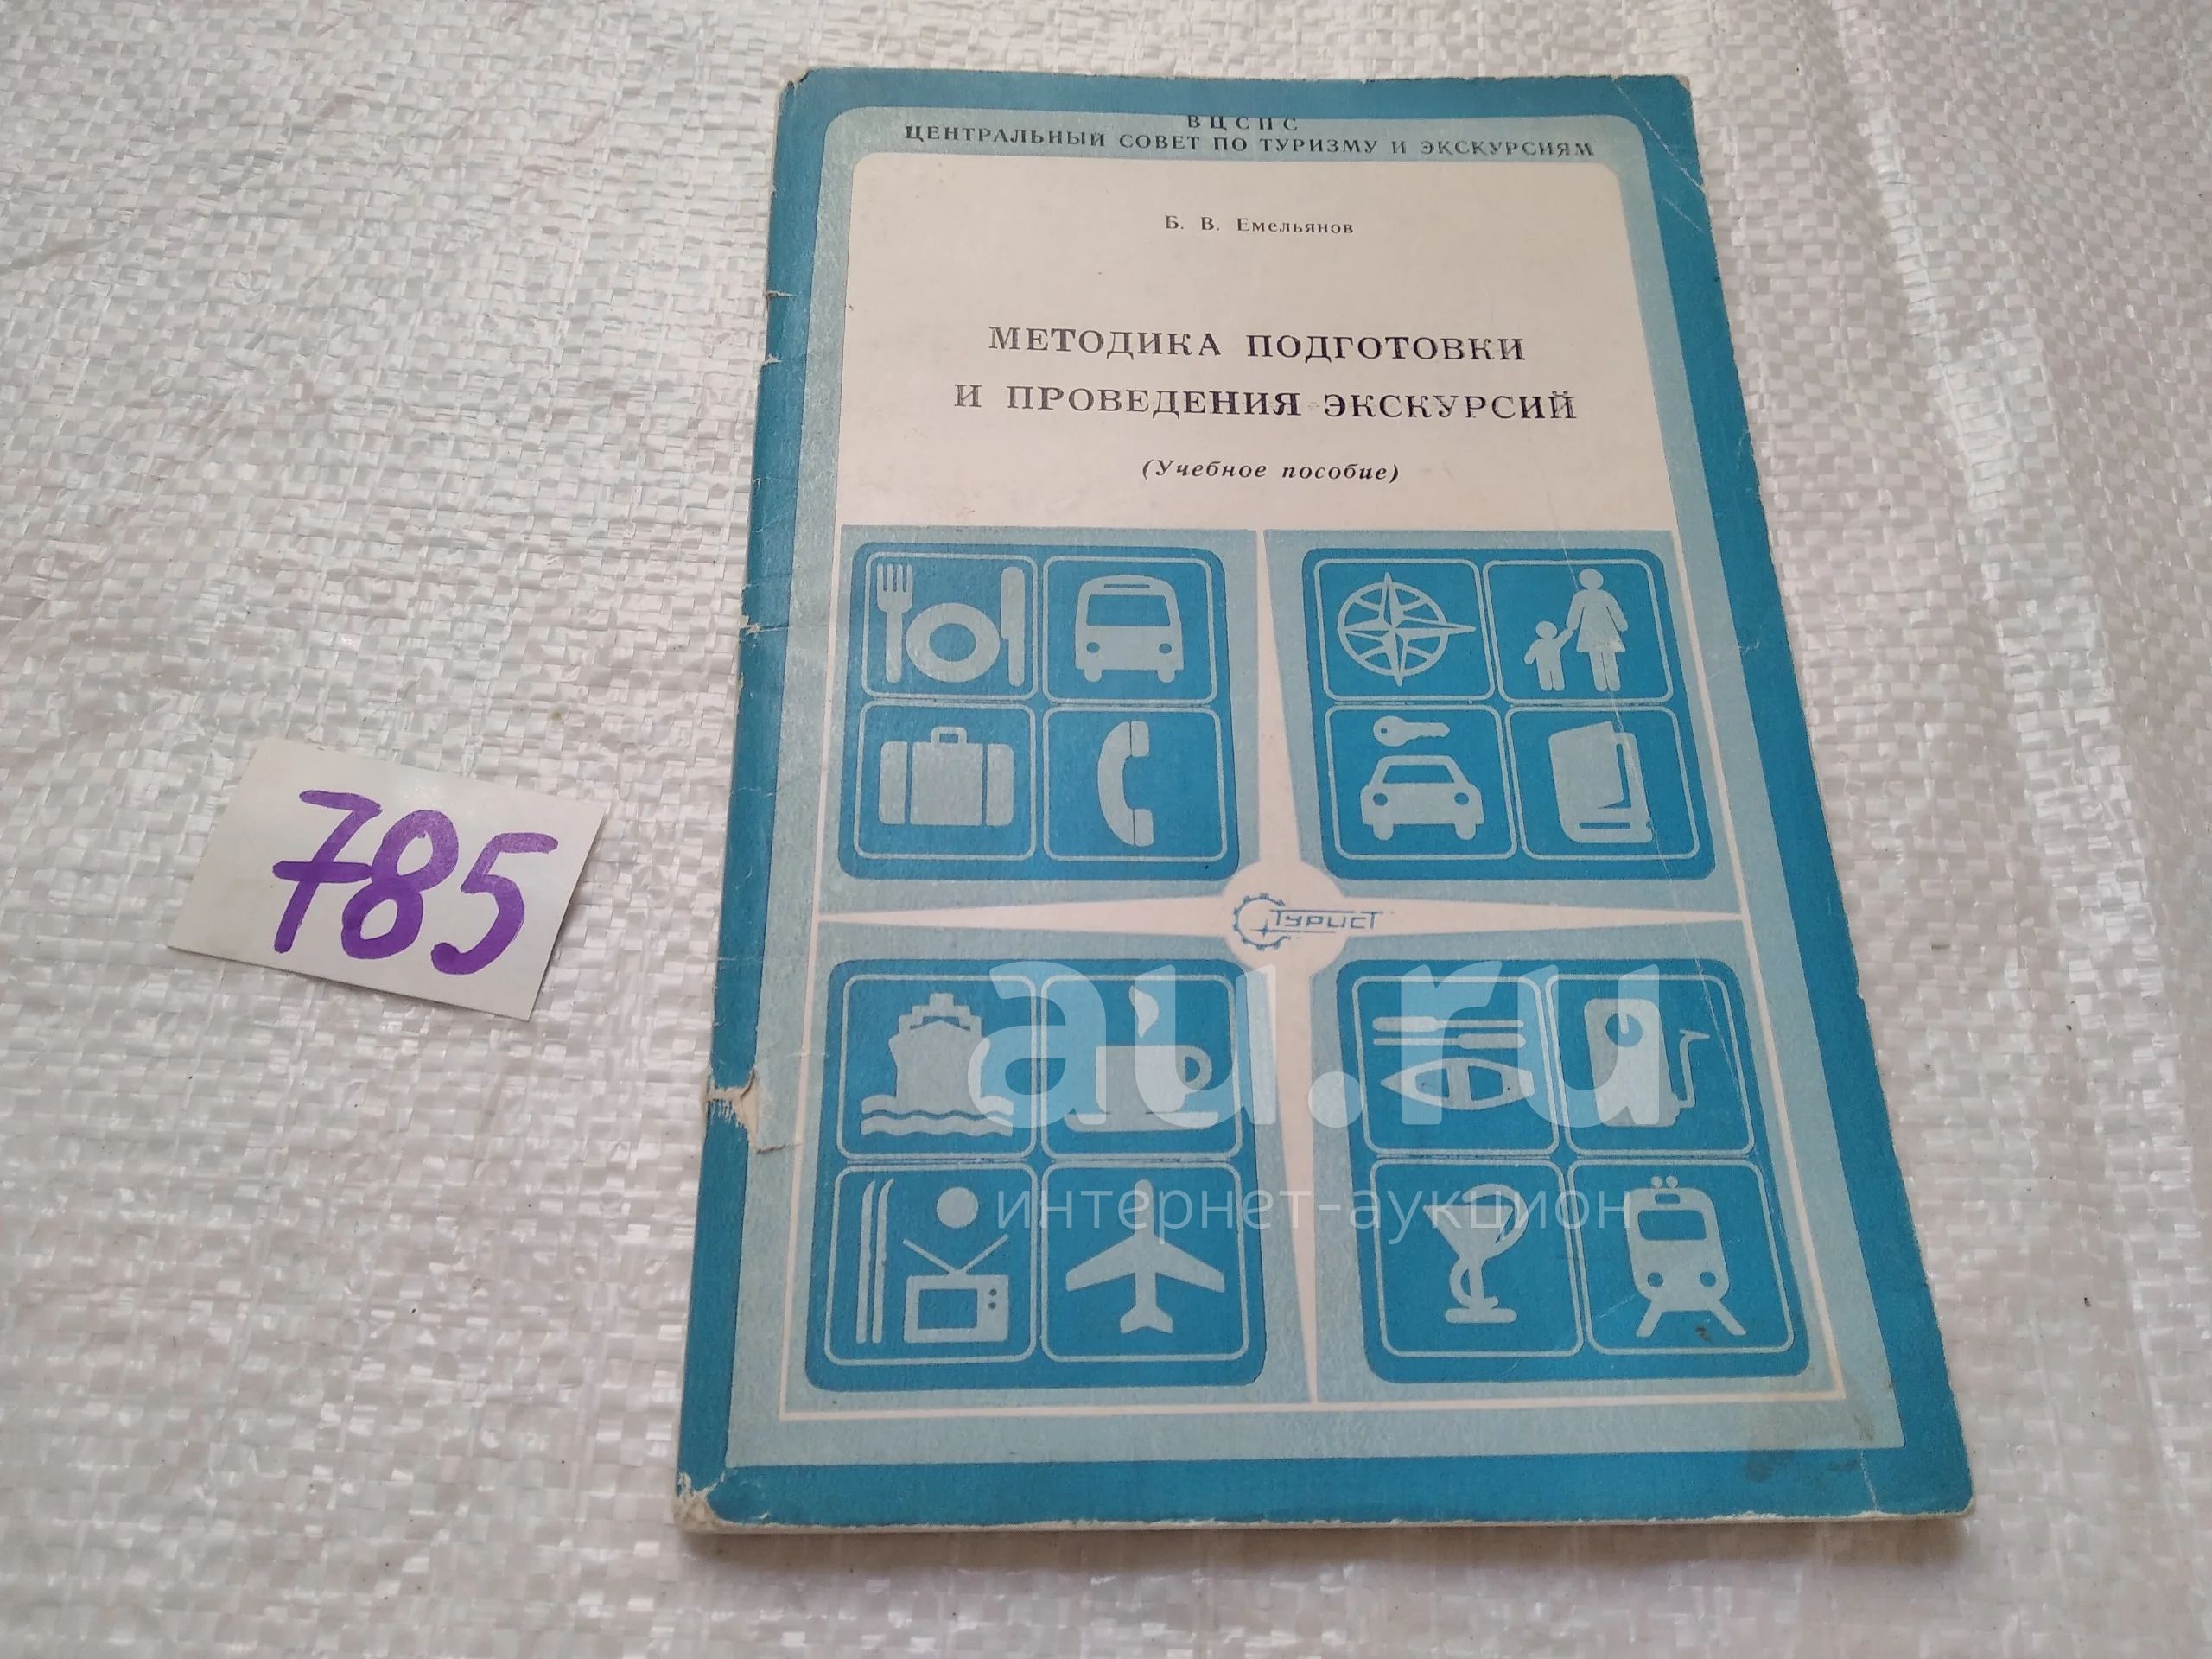 ВЦСПС
ЦЕНТРАЛЬНЫЙ СОВЕТ ПО ТУРИЗМУ И ЭКСКУРСИЯМ
Б. В. Емельянов
МЕТОДИКА ПОДГОТОВКИ
И ПРОВЕДЕНИЯ ЭКСКУРСИЙ
(Учебное пособие)
785
ТУРИСТ
au.ru
интернет-аукцион